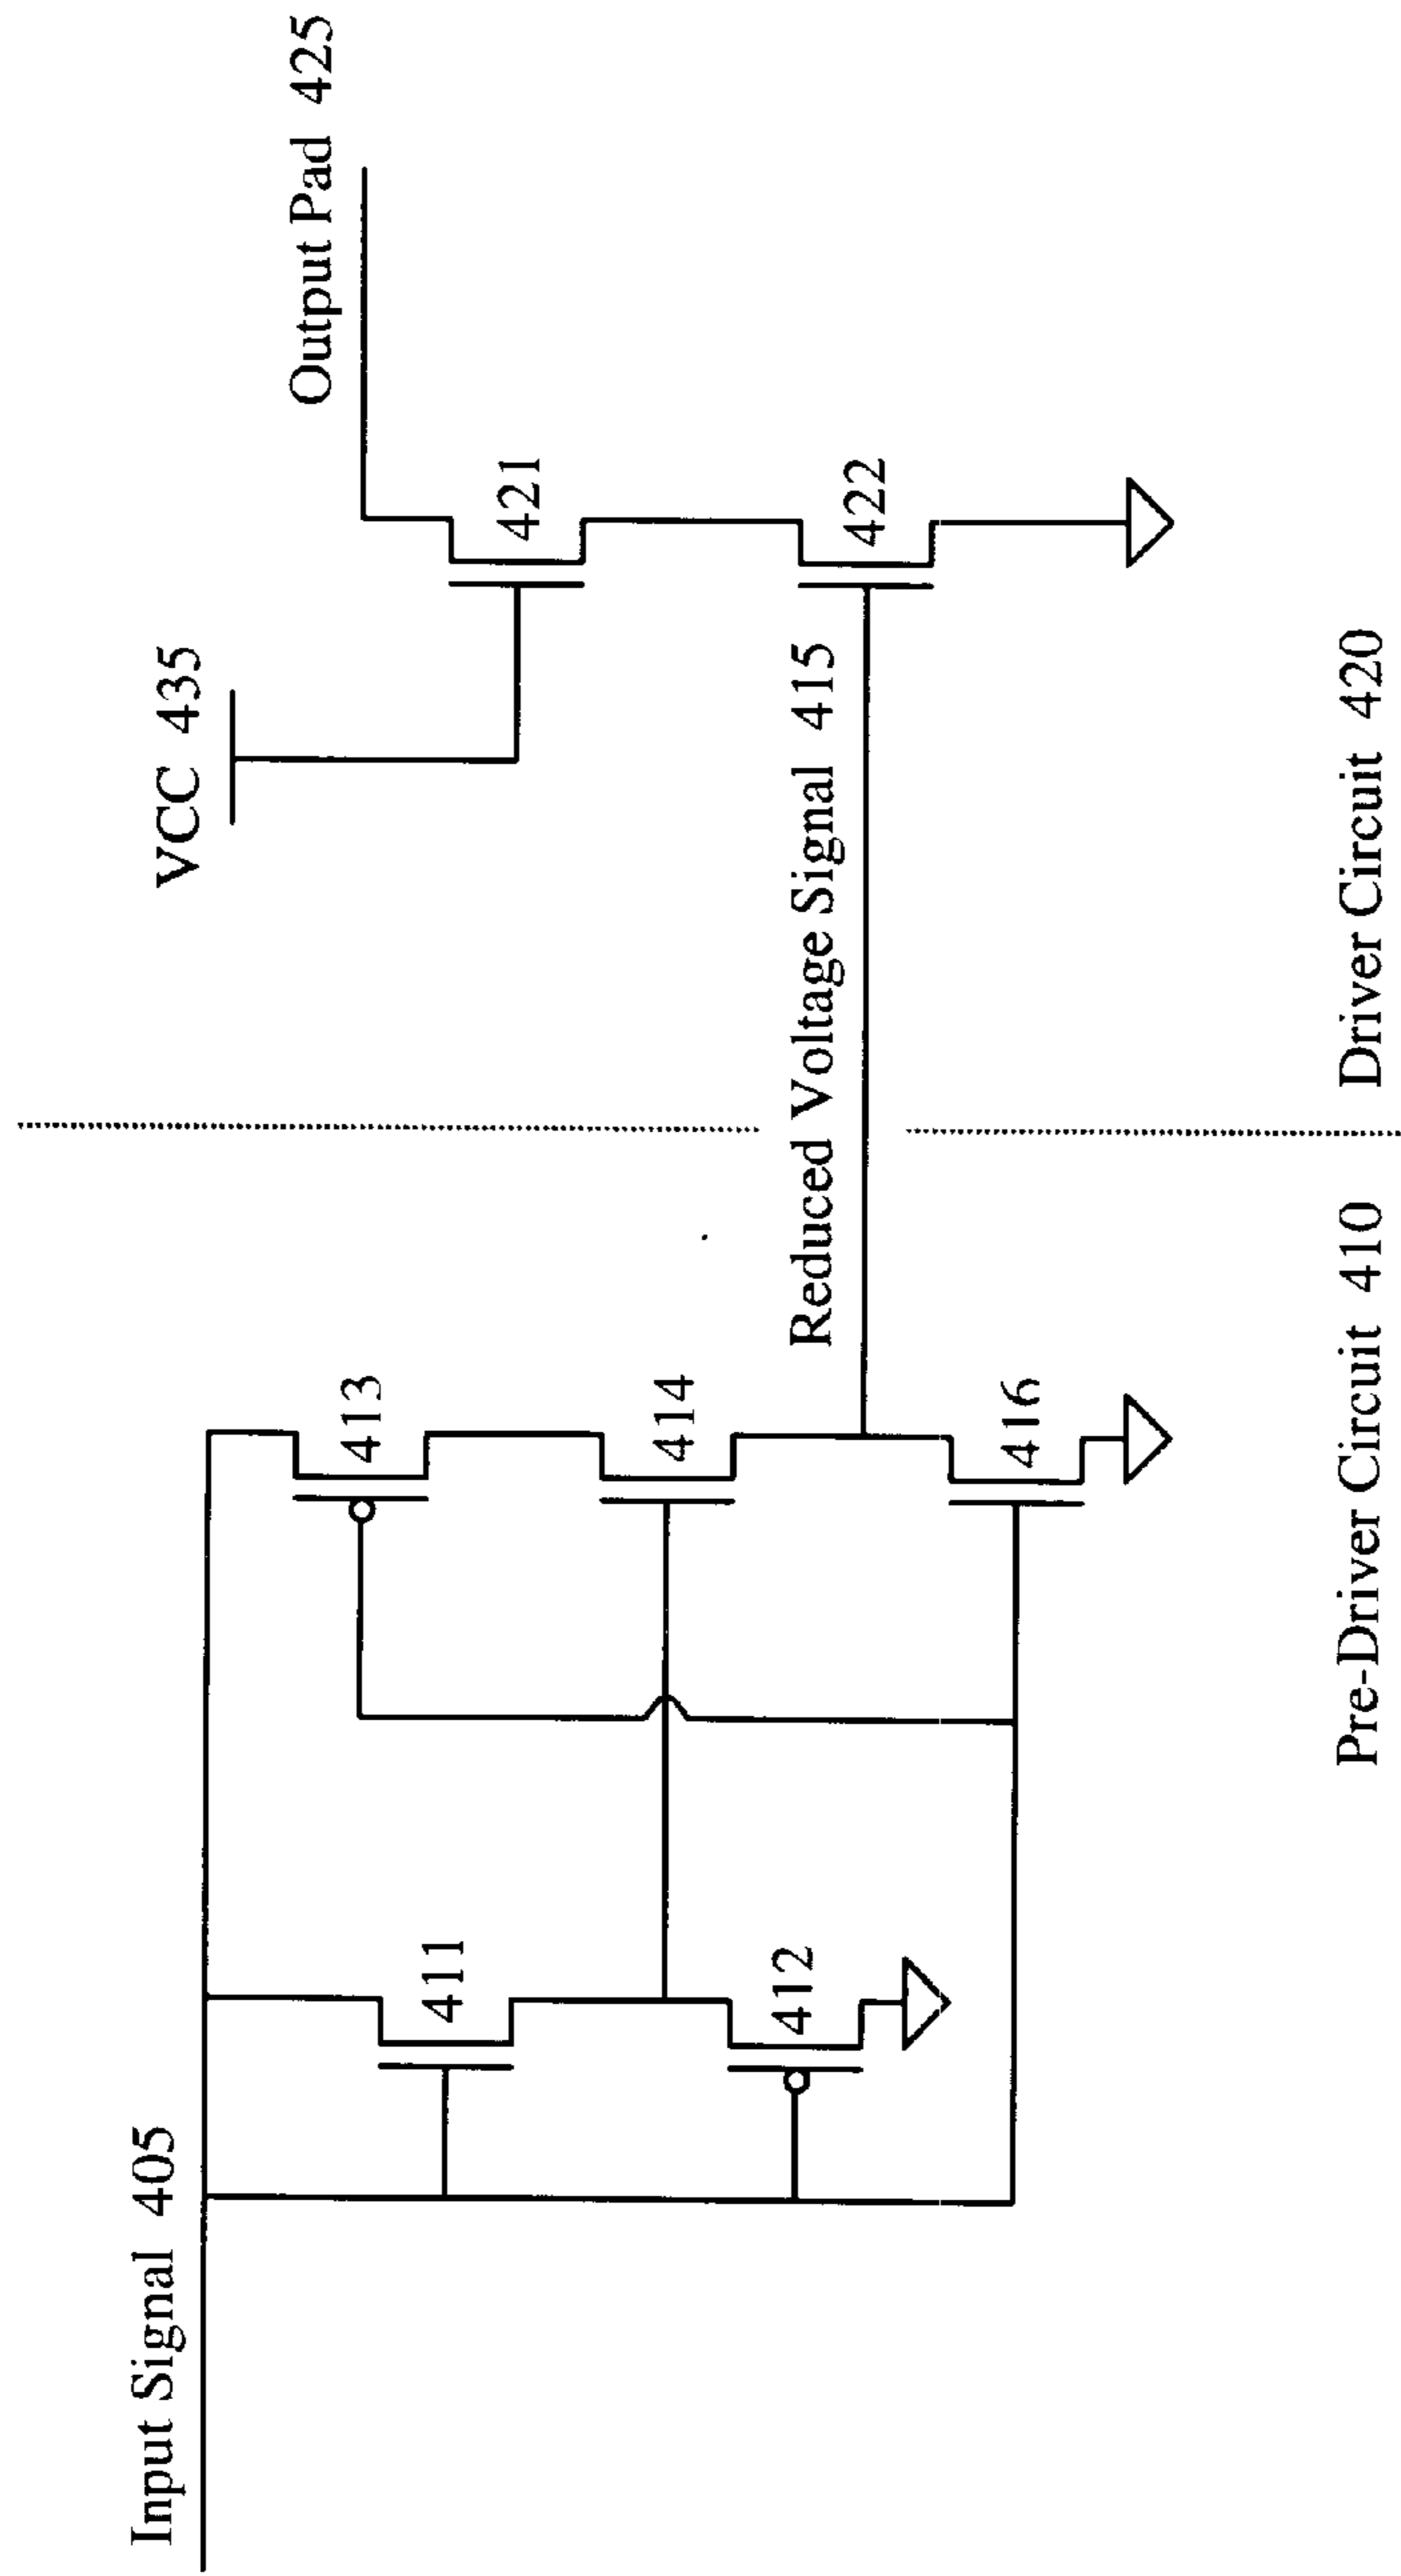 Input Signal 405
VCC 435
Output Pad 425
411
412
413
414
416
421
422
Reduced Voltage Signal 415
Pre-Driver Circuit 410
Driver Circuit 420